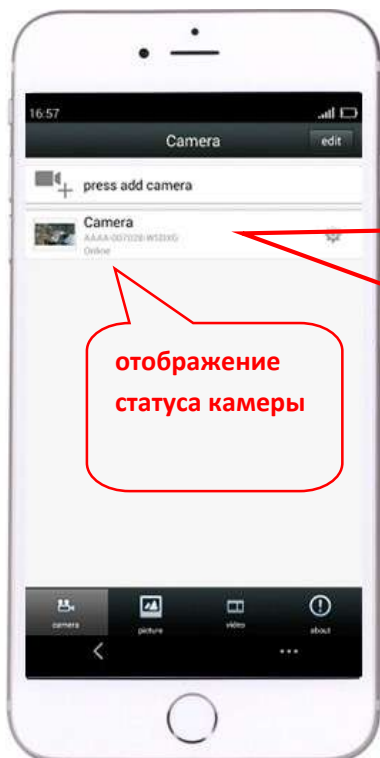 16:57
Camera
edit
press add camera
Camera
Online
отображение
статуса камеры
camera
picture
video
about